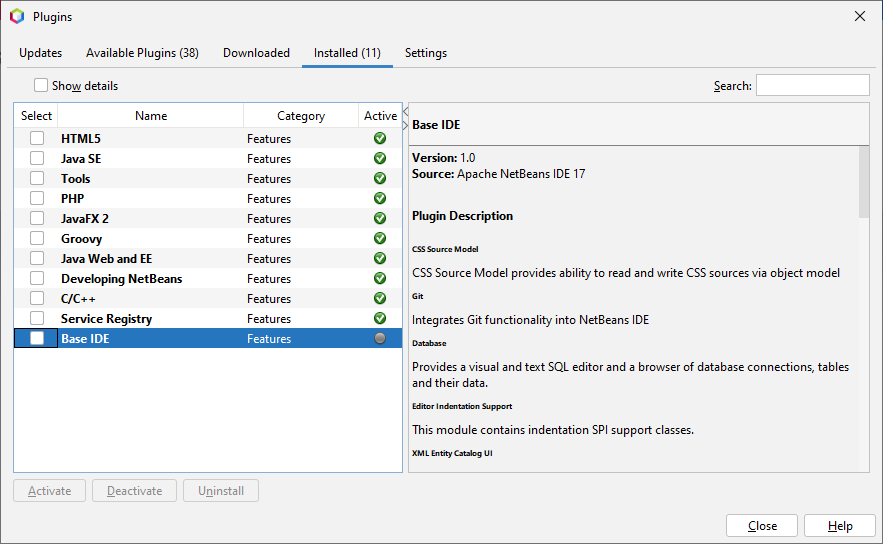 Plugins
Updates
Available Plugins (38)
Downloaded
Installed (11)
Settings
Show details
Search:
Select Name Category Active
HTML5 Features
Java SE Features
Tools Features
PHP Features
JavaFX 2 Features
Groovy Features
Java Web and EE Features
Developing NetBeans Features
C/C++ Features
Service Registry Features
Base IDE Features
Base IDE
Version: 1.0
Source: Apache NetBeans IDE 17
Plugin Description
CSS Source Model
CSS Source Model provides ability to read and write CSS sources via object model
Git
Integrates Git functionality into NetBeans IDE
Database
Provides a visual and text SQL editor and a browser of database connections, tables
and their data.
Editor Indentation Support
This module contains indentation SPI support classes.
XML Entity Catalog UI
Activate
Deactivate
Uninstall
Close
Help